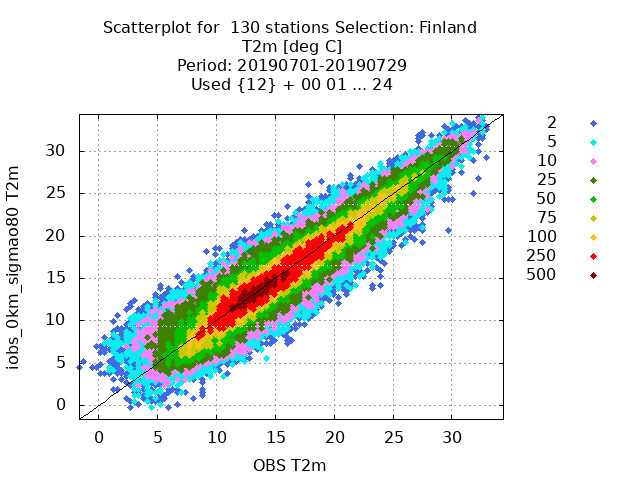 Scatterplot for  130 stations Selection: Finland
T2m [deg C]
Period: 20190701-20190729
Used {12} + 00 01 ... 24
2
5
10
25
50
75
100
250
500
iobs_0km_sigmao80 T2m
30
25
20
15
10
5
0
0 5 10 15 20 25 30
OBS T2m